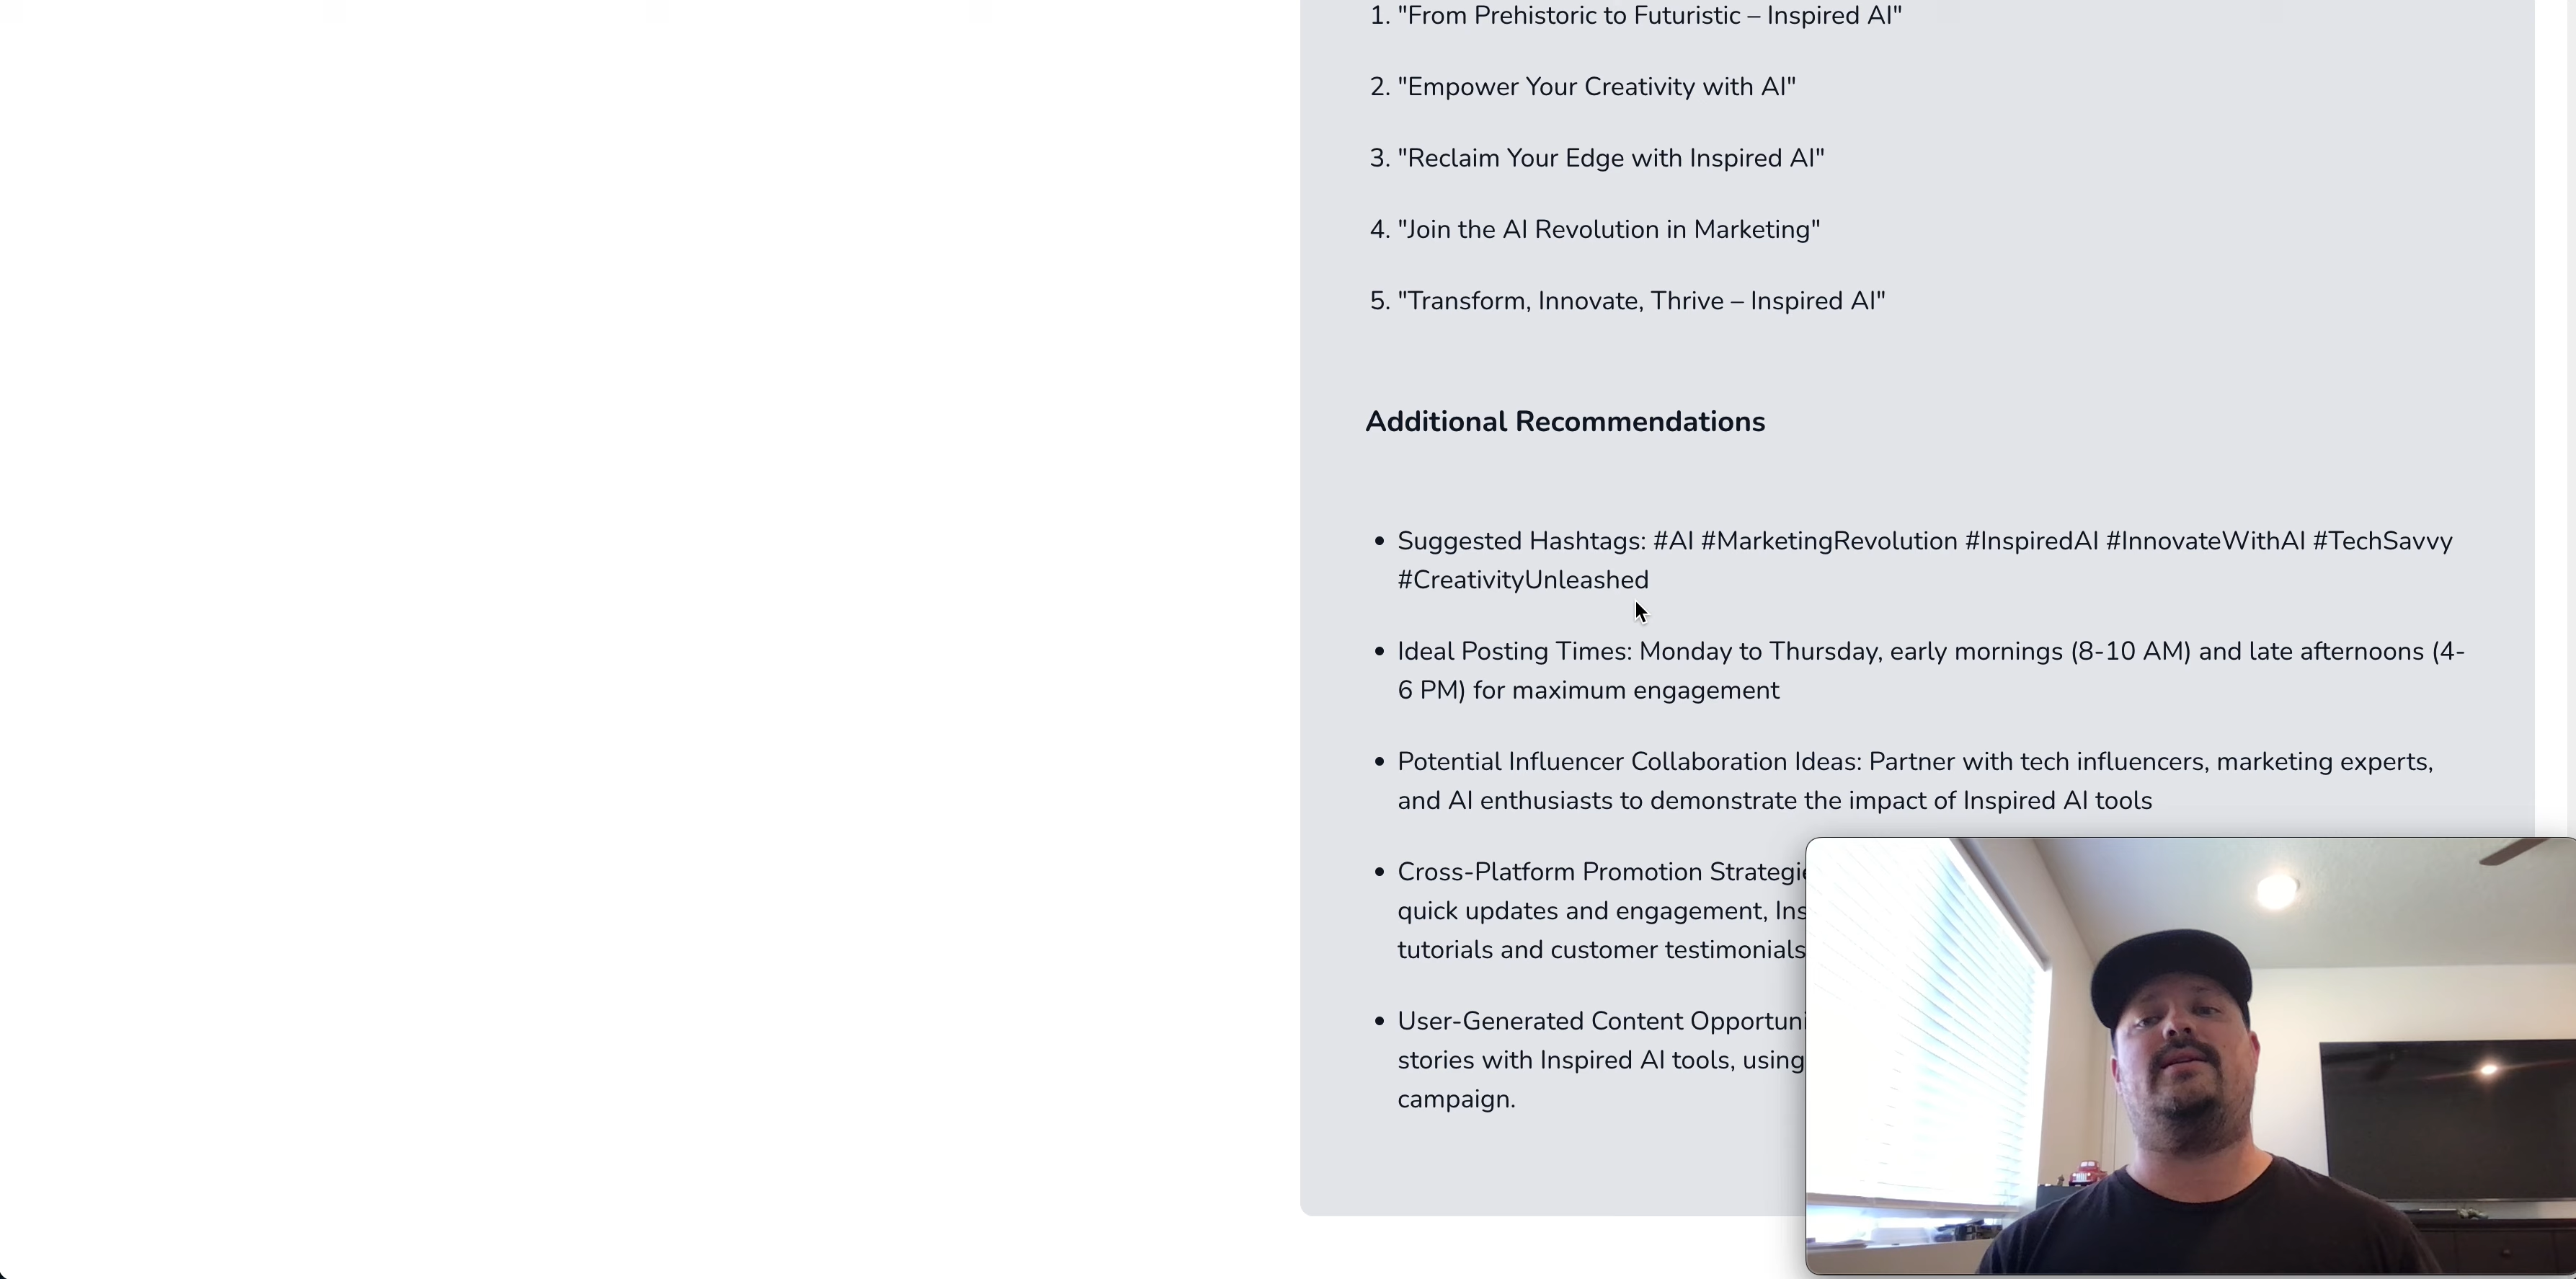 1. "From Prehistoric to Futuristic – Inspired AI"
2. "Empower Your Creativity with AI"
3. "Reclaim Your Edge with Inspired AI"
4. "Join the AI Revolution in Marketing"
5. "Transform, Innovate, Thrive – Inspired AI"
Additional Recommendations
• Suggested Hashtags: #AI #MarketingRevolution #InspiredAI #InnovateWithAI #TechSavvy
#CreativityUnleashed
• Ideal Posting Times: Monday to Thursday, early mornings (8-10 AM) and late afternoons (4-
6 PM) for maximum engagement
• Potential Influencer Collaboration Ideas: Partner with tech influencers, marketing experts,
and AI enthusiasts to demonstrate the impact of Inspired AI tools
• Cross-Platform Promotion
quick updates and engagement,
tutorials and customer testimonials
• User-Generated Content
stories with Inspired AI tools, using
campaign.